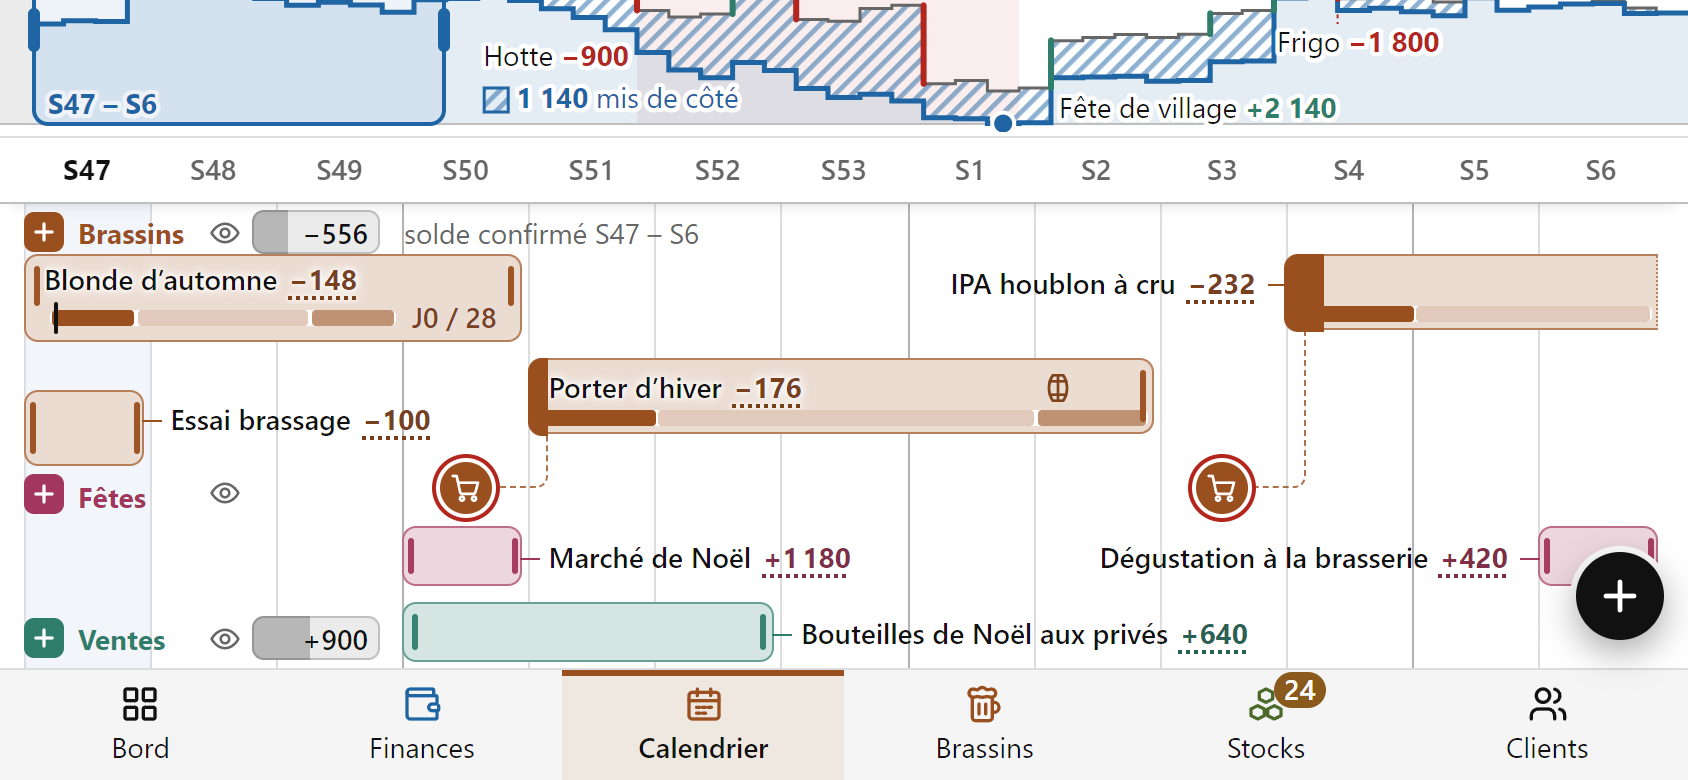 Hotte −900
Frigo −1 800
S47 – S6
1 140 mis de côté
Fête de village +2 140
S47 S48 S49 S50 S51 S52 S53 S1 S2 S3 S4 S5 S6
Brassins −556 solde confirmé S47 – S6
Blonde d’automne −148
IPA houblon à cru −232
J0 / 28
Porter d’hiver −176
Essai brassage −100
Fêtes
Marché de Noël +1 180
Dégustation à la brasserie +420
Ventes +900
Bouteilles de Noël aux privés +640
24
Bord Finances Calendrier Brassins Stocks Clients